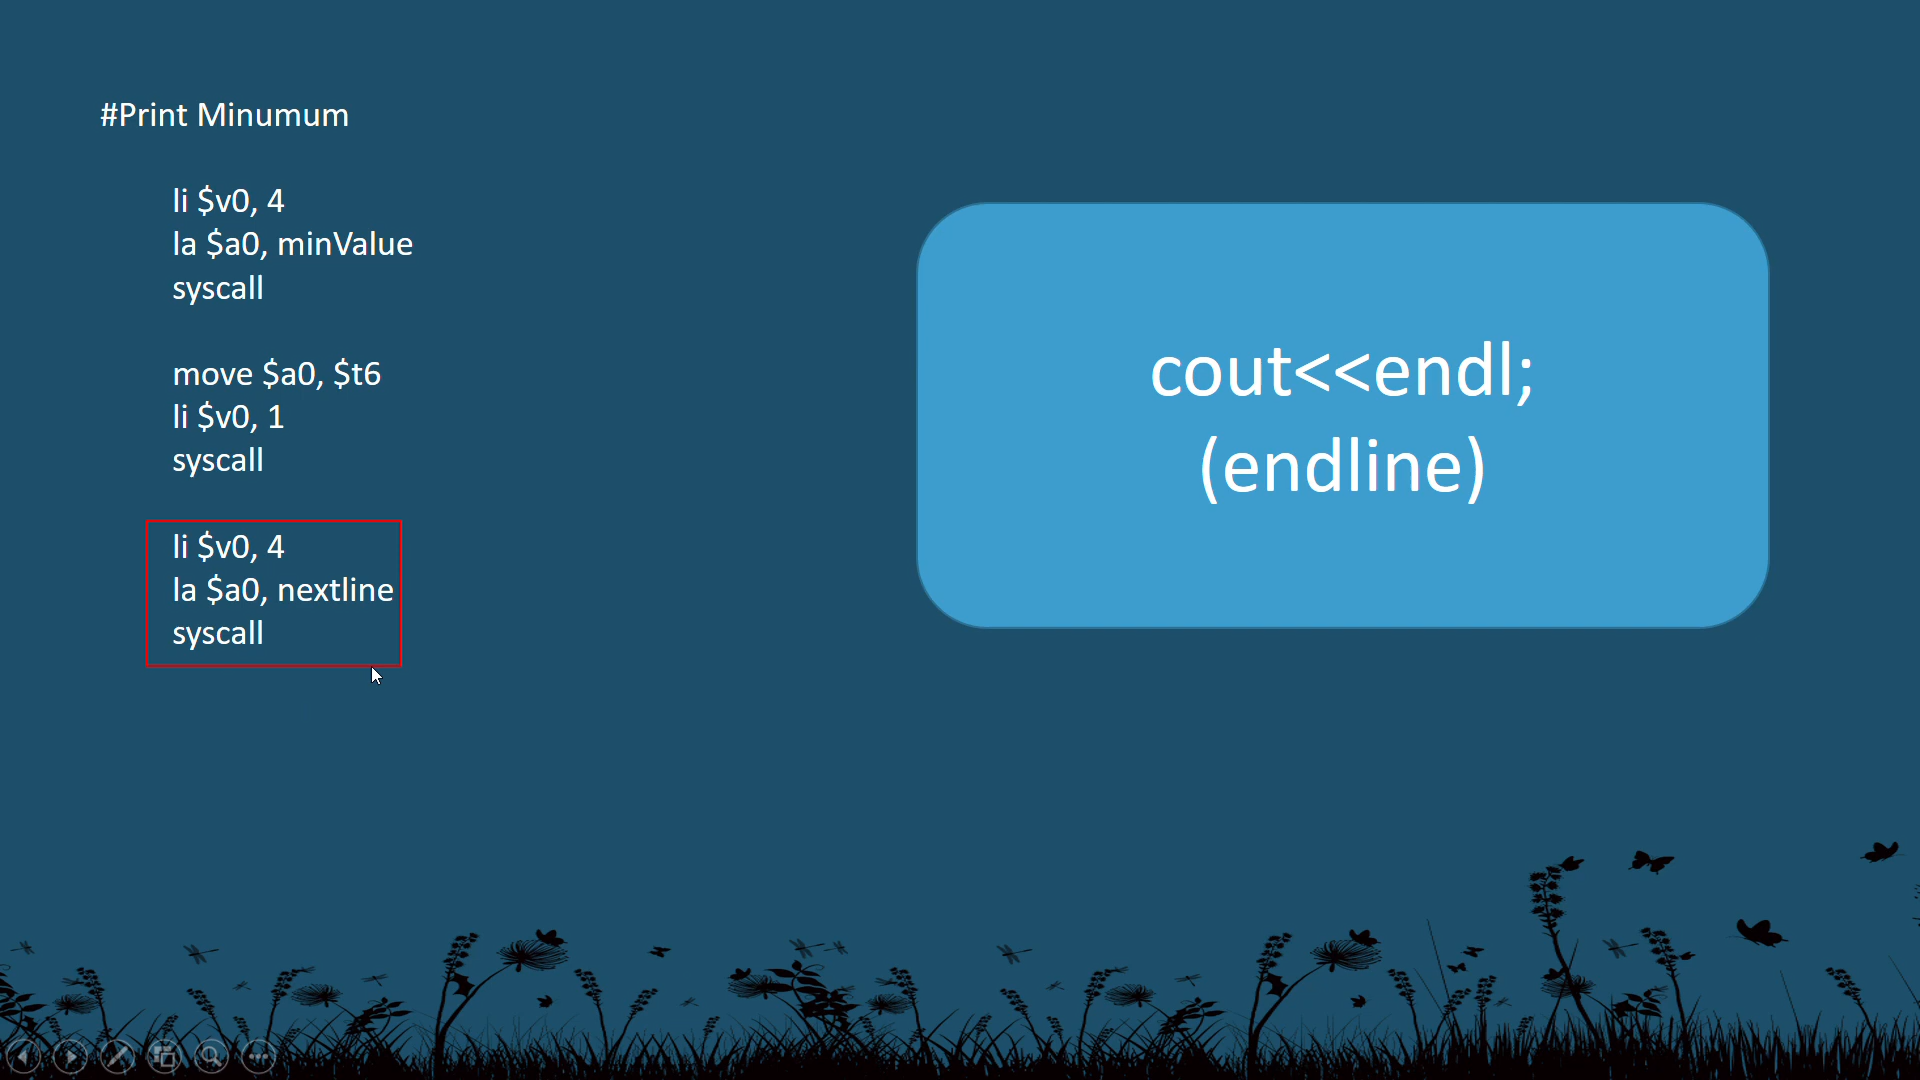 #Print Minumum
li $v0, 4
la $a0, minValue
syscall
move $a0, $t6
li $v0, 1
syscall
li $v0, 4
la $a0, nextline
syscall
cout<<endl;
(endline)